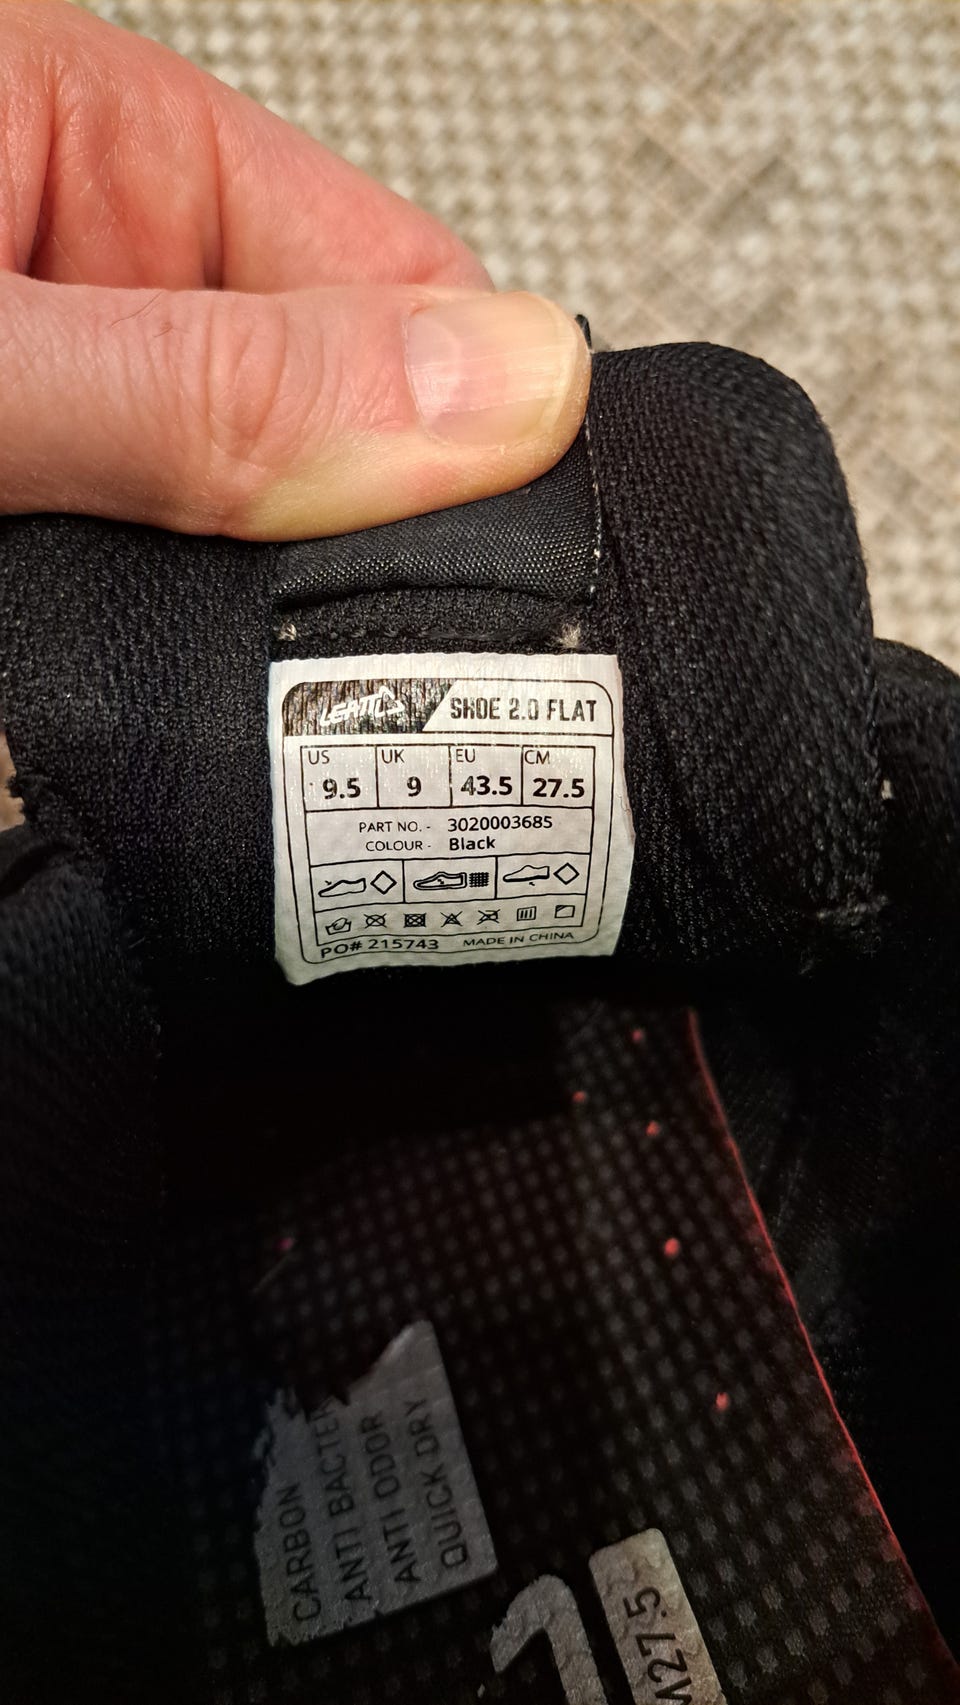 LEATT SHOE 2.0 FLAT
US UK EU CM
9.5 9 43.5 27.5
PART NO. - 3020003685
COLOUR - Black
PO# 215743 MADE IN CHINA
CARBON
ANTI BACTER
ANTI ODOR
QUICK DRY
M27.5